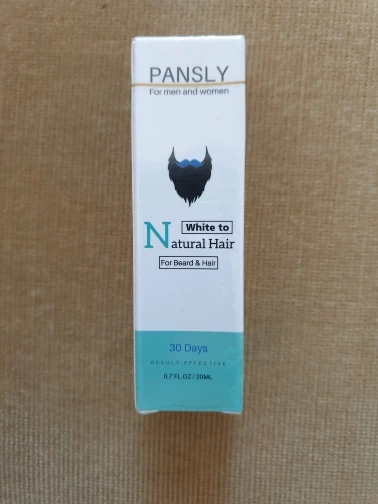 PANSLY
For men and women
White to
Natural Hair
For Beard & Hair
30 Days
RESULT EFFECTIVE
0.7 FL.OZ / 20ML